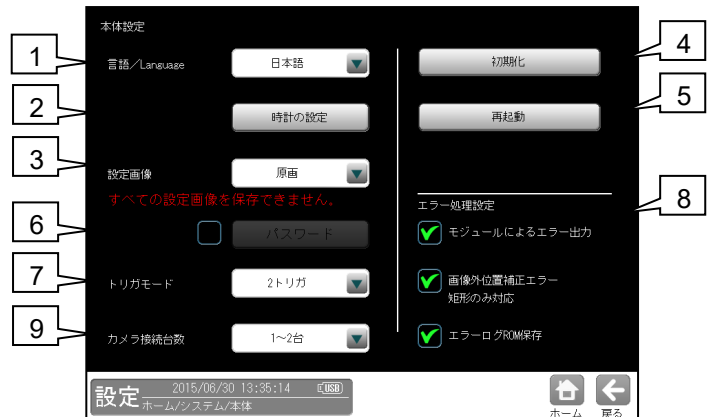 本体設定
1
言語／Language
日本語
2
時計の設定
3
設定画像
原画
すべての設定画像を保存できません。
6
パスワード
7
トリガモード
2トリガ
9
カメラ接続台数
1～2台
4
初期化
5
再起動
8
エラー処理設定
モジュールによるエラー出力
画像外位置補正エラー
矩形のみ対応
エラーログROM保存
設定
2015/06/30 13:35:14
USB
ホーム/システム/本体
ホーム
戻る